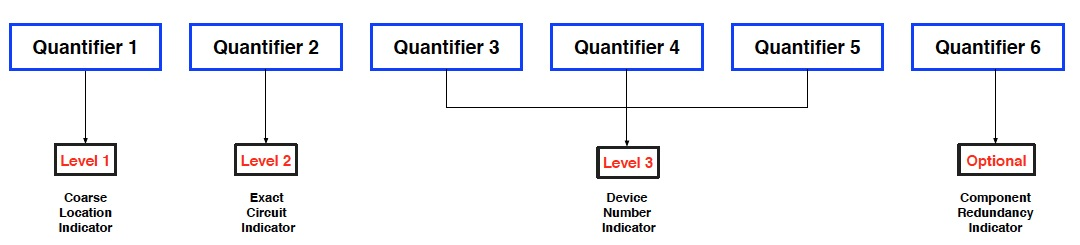 Quantifier 1
Quantifier 2
Quantifier 3
Quantifier 4
Quantifier 5
Quantifier 6
Level 1
Level 2
Level 3
Optional
Coarse
Location
Indicator
Exact
Circuit
Indicator
Device
Number
Indicator
Component
Redundancy
Indicator